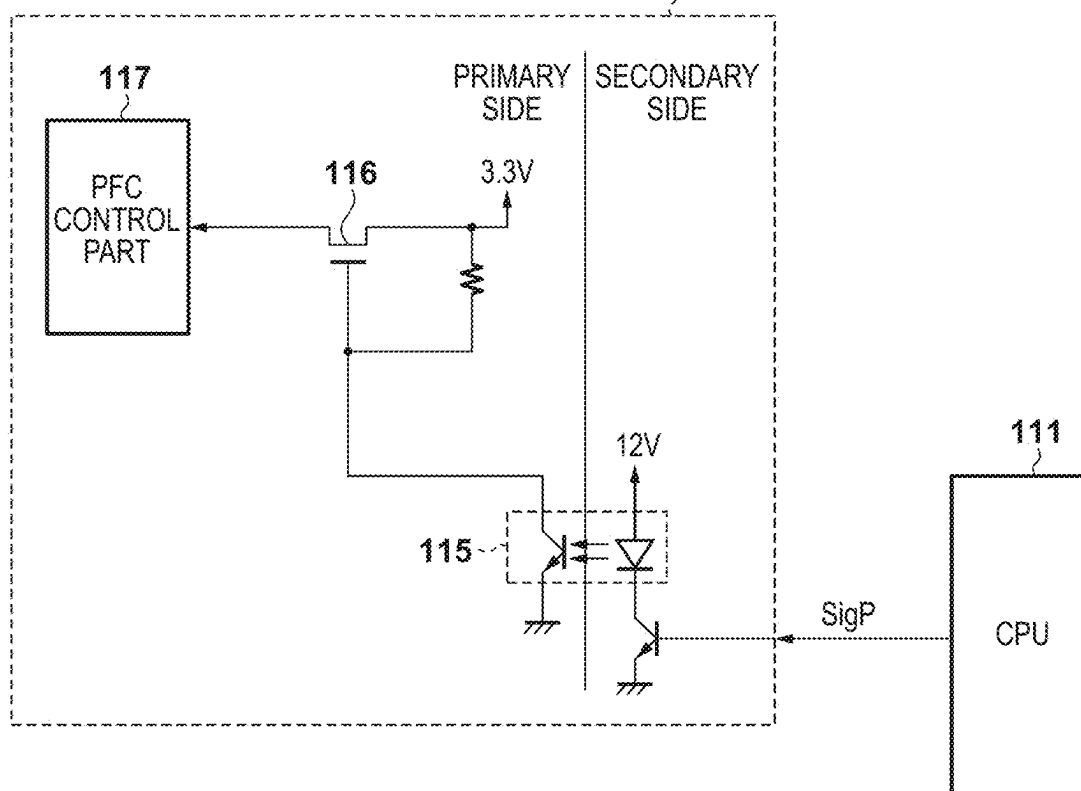 117
PRIMARY
SIDE
SECONDARY
SIDE
PFC
CONTROL
PART
116
3.3V
12V
111
115
SigP
CPU